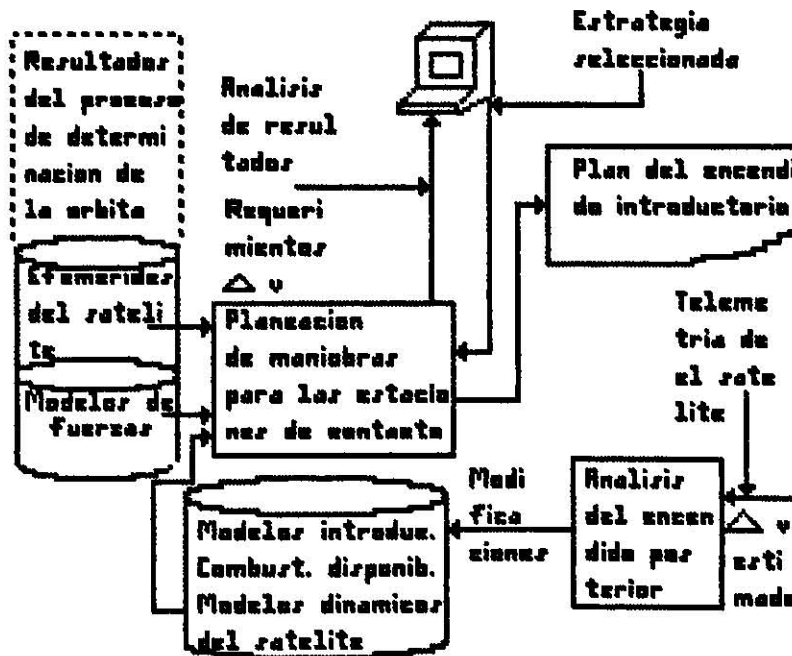 Resultados
del proceso
de determi
nacion de
la orbita
Efemerides
del sateli
te
Modelos de
fuerzas
Analisis
de resul
tados
Requeri
mientos
△ v
Estrategia
seleccionada
Plan del encendi
do introductorio
Planeacion
de maniobras
para las estacio
nes de contacto
Teleme
tria de
el sate
lite
Modelos introduc.
Combust. disponib.
Modelos dinamicos
del satelite
Modi
fica
ciones
Analisis
del encen
dido pos
terior
△ v
esti
mado